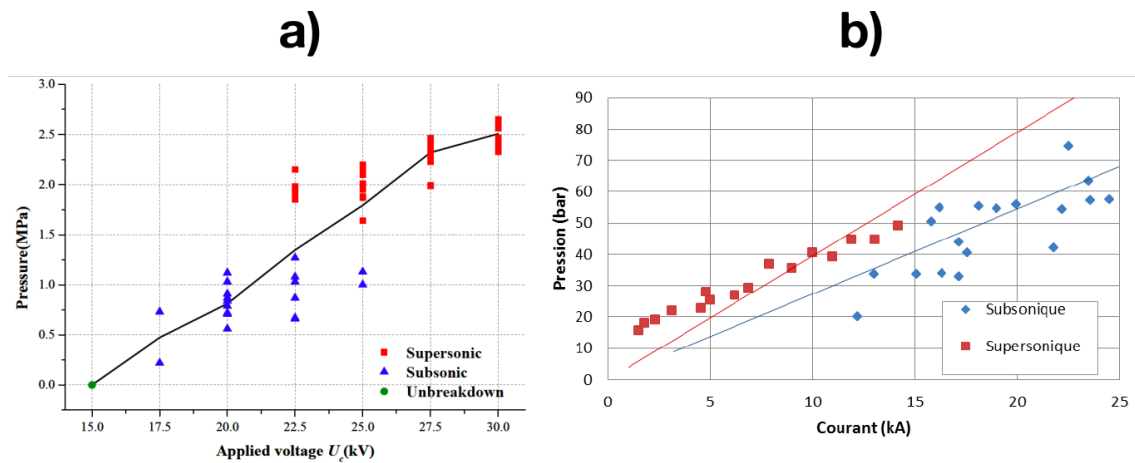 a)
b)
3.0
2.5
2.0
1.5
1.0
0.5
0.0
Pressure(MPa)
Supersonic
Subsonic
Unbreakdown
15.0 17.5 20.0 22.5 25.0 27.5 30.0
Applied voltage Uc(kV)
90
80
70
60
50
40
30
20
10
0
Pression (bar)
Subsonique
Supersonique
0 5 10 15 20 25
Courant (kA)